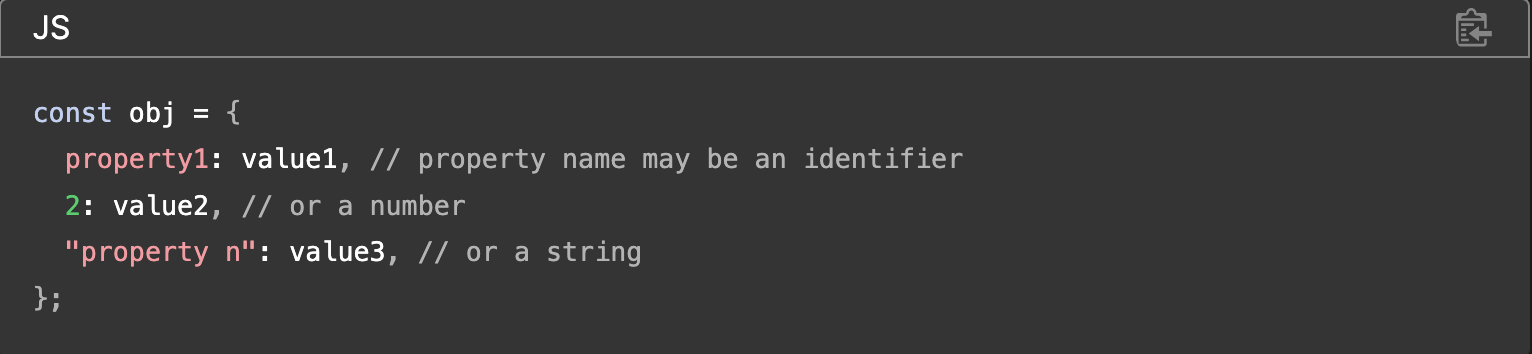 JS
const obj = {
  property1: value1, // property name may be an identifier
  2: value2, // or a number
  "property n": value3, // or a string
};